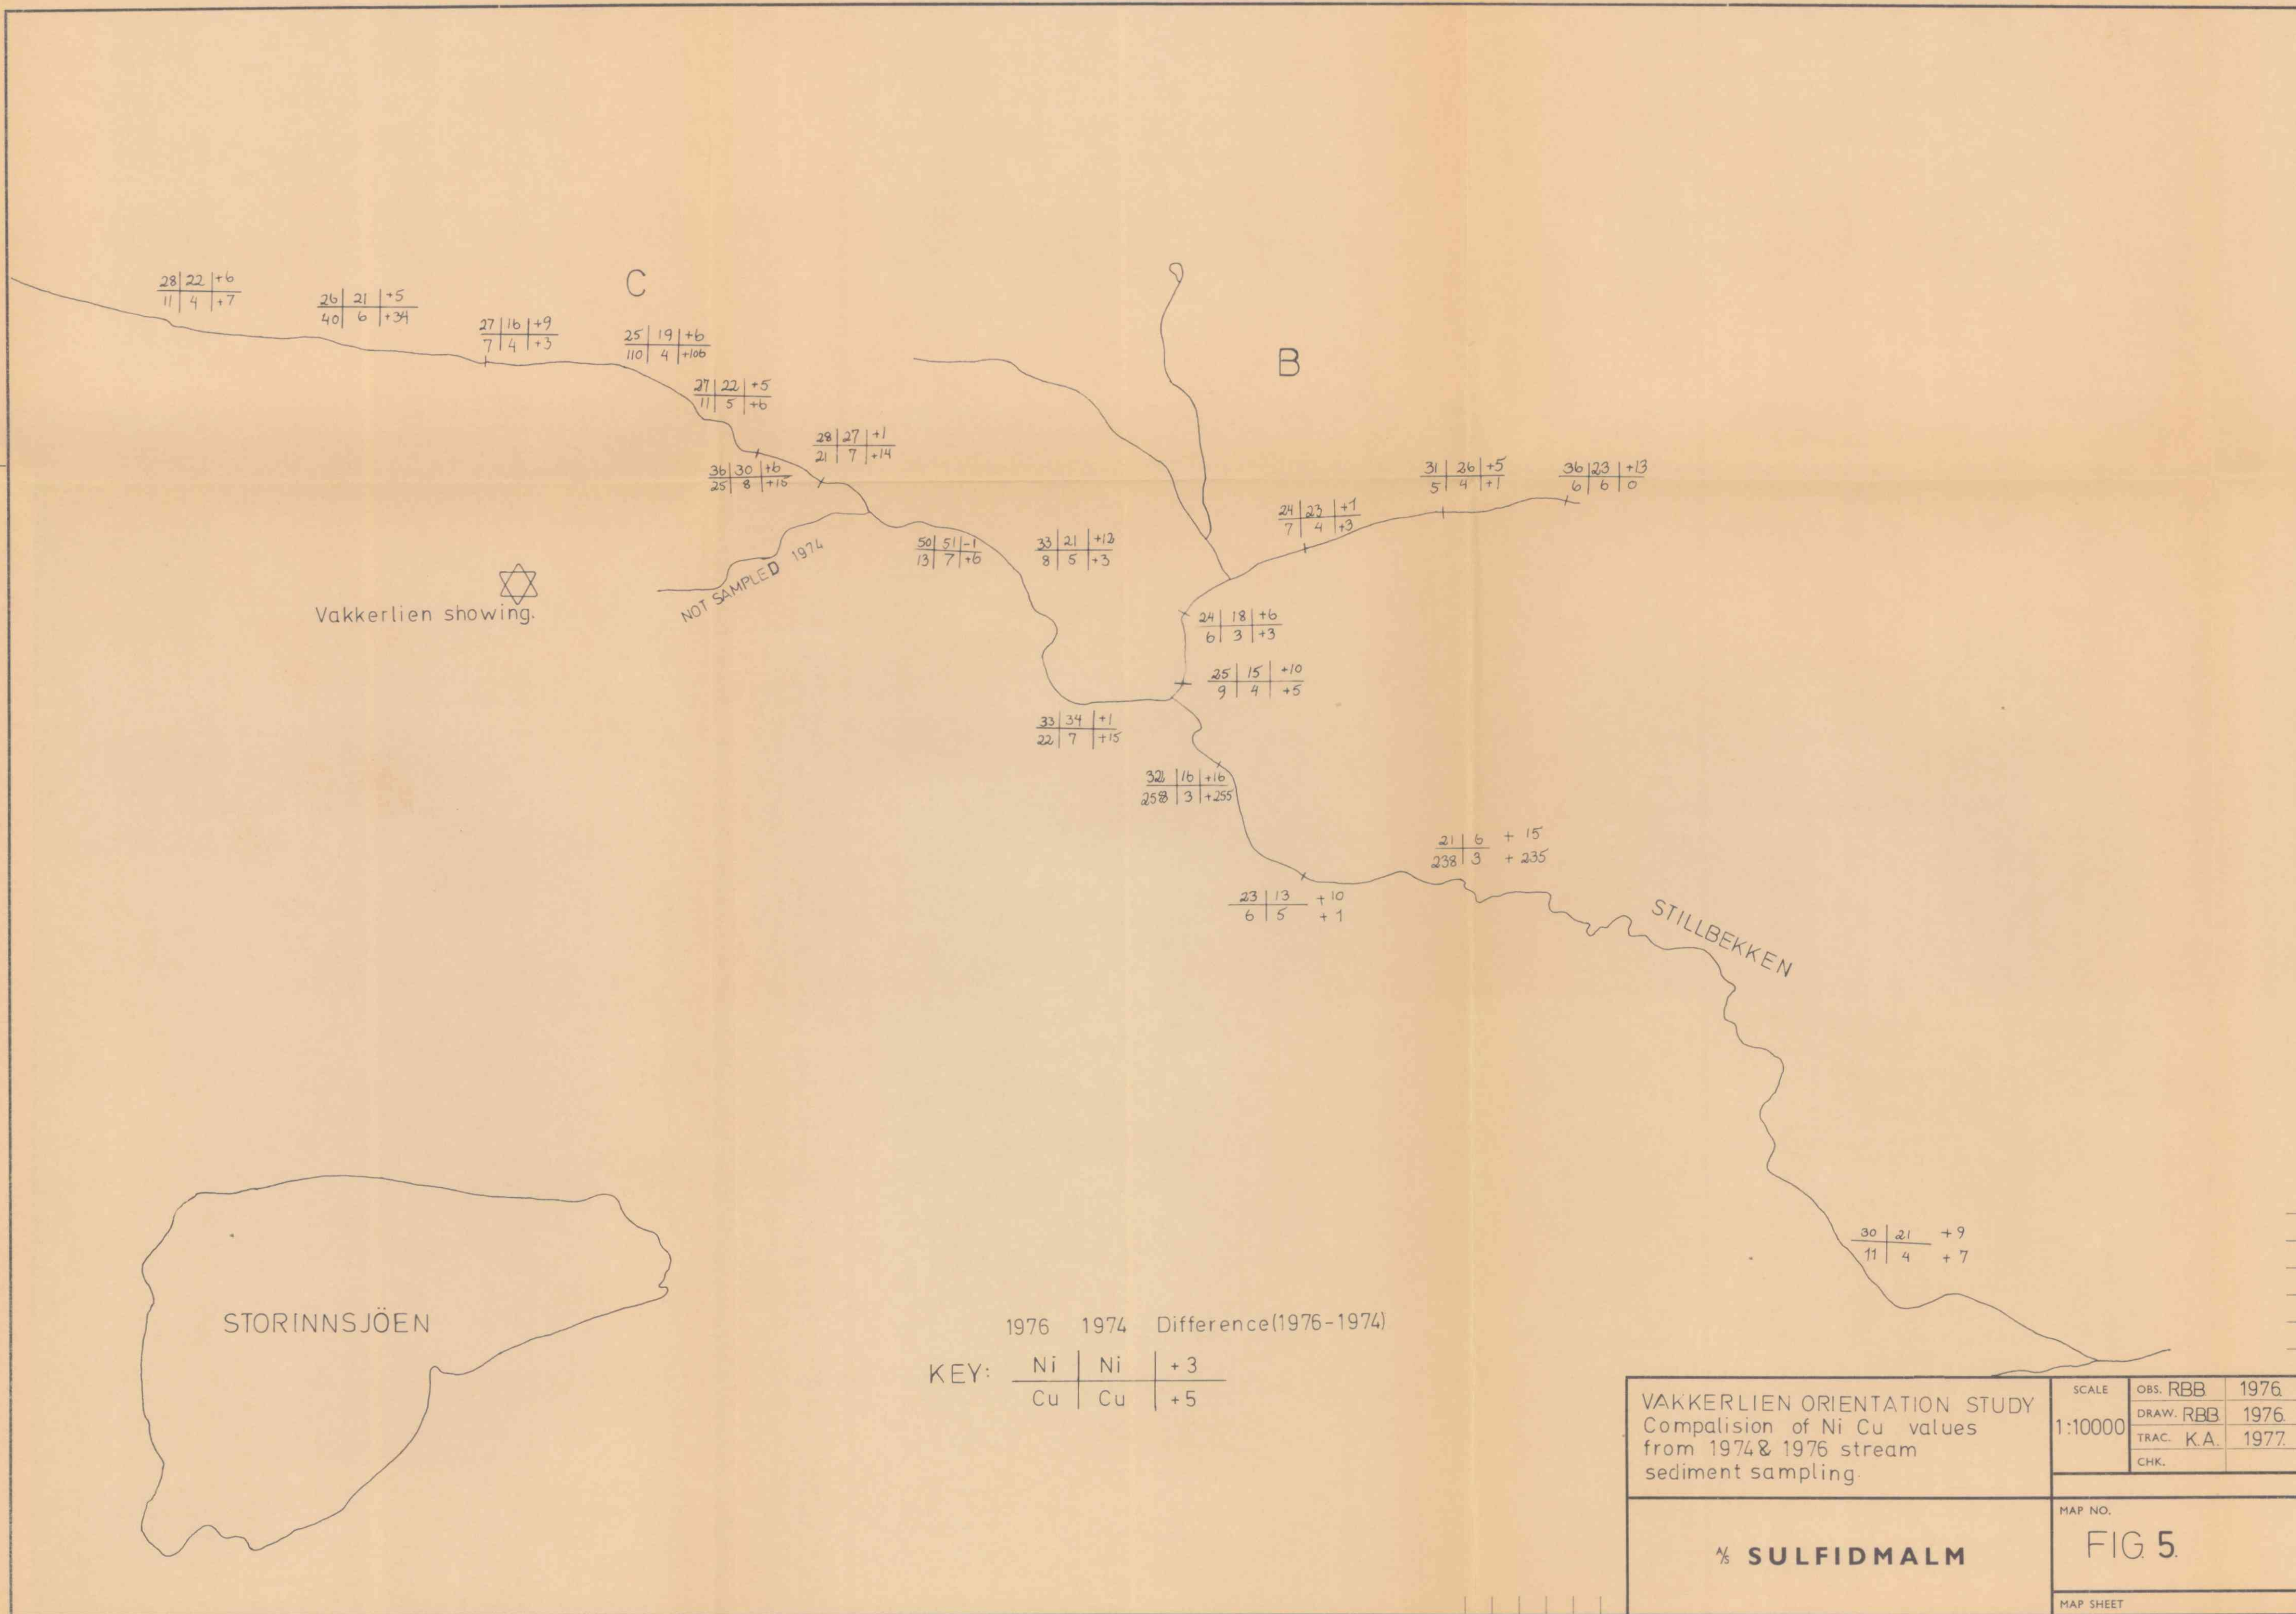 C
B
28 | 22 | +6
11 | 4 | +7
26 | 21 | +5
40 | 6 | +34
27 | 16 | +9
7 | 4 | +3
25 | 19 | +6
110 | 4 | +106
27 | 22 | +5
11 | 5 | +6
28 | 27 | +1
21 | 7 | +14
36 | 30 | +6
25 | 8 |
31 | 26 | +5
5 | 4 | +1
36 | 23 | +13
6 | 6 | 0
24 | 23 | +1
7 | 4 | +3
50 | 51 | -1
13 | 7 | +6
33 | 21 | +12
8 | 5 | +3
NOT SAMPLED 1974
Vakkerlien showing.
24 | 18 | +6
6 | 3 | +3
25 | 15 | +10
9 | 4 | +5
33 | 34 | +1
22 | 7 | +15
32 | 16 | +16
258 | 3 | +255
21 | 6 + 15
238 | 3 + 235
23 | 13 + 10
6 | 5 + 1
STILLBEKKEN
30 | 21 + 9
11 | 4 + 7
STORINNSJÖEN
1976 1974 Difference(1976-1974)
KEY: Ni | Ni | + 3
Cu | Cu | + 5
VAKKERLIEN ORIENTATION STUDY
Compalision of Ni Cu values
from 1974 & 1976 stream
sediment sampling.
SCALE
1:10000
OBS. RBB 1976.
DRAW. RBB 1976.
TRAC. K.A. 1977.
CHK.
A/S SULFIDMALM
MAP NO.
FIG. 5.
MAP SHEET